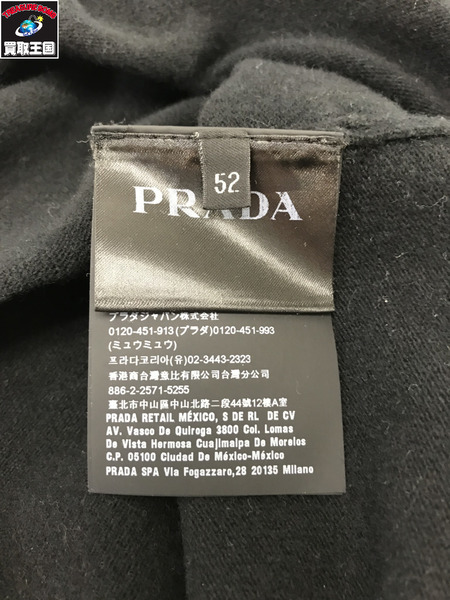 TREASURE KINGDOM
買取王国
52
PRADA
プラダジャパン株式会社
0120-451-913(プラダ)0120-451-993
(ミュウミュウ)
프라다코리아(유)02-3443-2323
香港商台灣魚比有限公司台灣分公司
886-2-2571-5255
臺北市中山區中山北路二段44號12樓A室
PRADA RETAIL MÉXICO, S DE RL DE CV
AV. Vasco De Quiroga 3800 Col. Lomas
De Vista Hermosa Cuajimalpa De Morelos
C.P. 05100 Ciudad De México-México
PRADA SPA Via Fogazzaro,28 20135 Milano